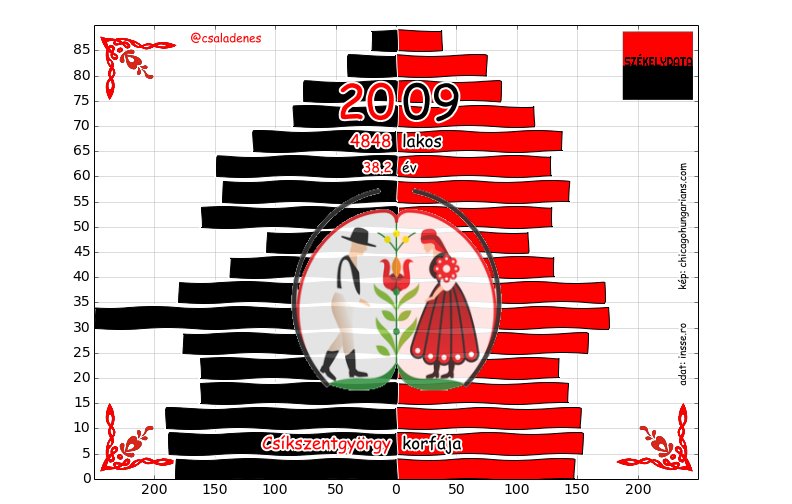 @csaladenes
SZÉKELYDATA
2009
4848 lakos
38.2 év
kép: chicagohungarians.com
adat: insse.ro
Csíkszentgyörgy korfája
85
80
75
70
65
60
55
50
45
40
35
30
25
20
15
10
5
0
200 150 100 50 0 50 100 150 200